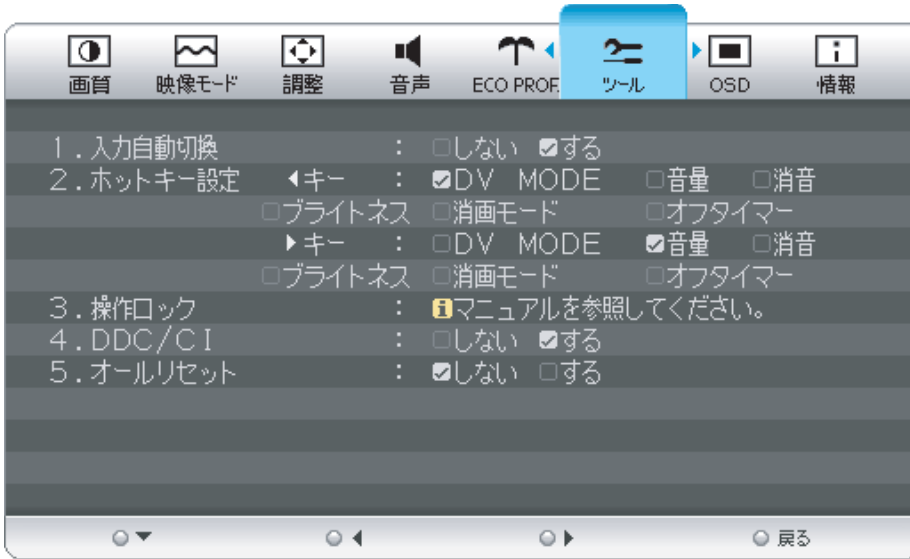 画質 映像モード 調整 音声 ECO PROF. ツール OSD 情報
1.入力自動切換 : しない する
2.ホットキー設定 キー : DV MODE 音量 消音
ブライトネス 消画モード オフタイマー
キー : DV MODE 音量 消音
ブライトネス 消画モード オフタイマー
3.操作ロック : マニュアルを参照してください。
4.DDC/CI : しない する
5.オールリセット : しない する
戻る